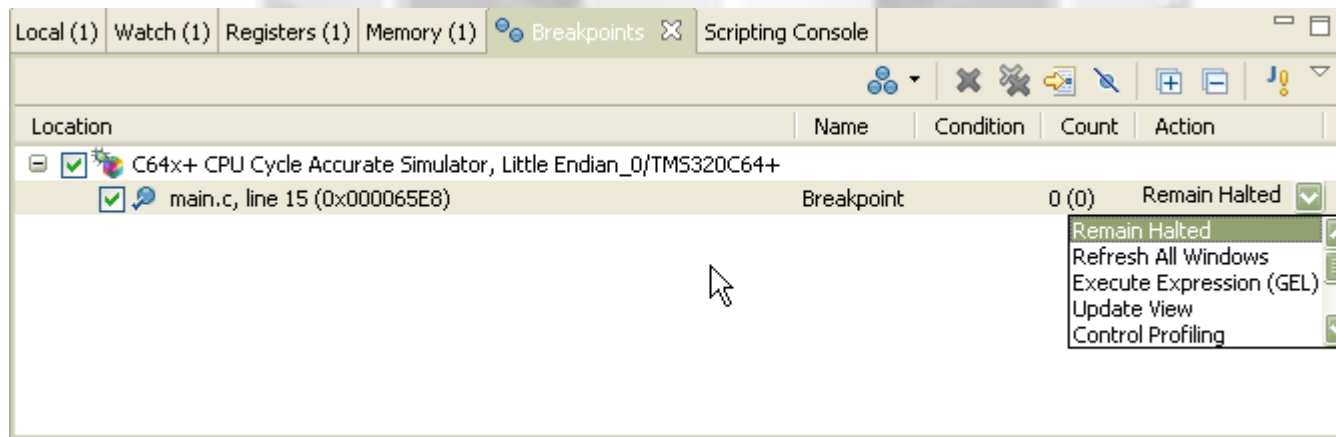 Local (1) Watch (1) Registers (1) Memory (1) Breakpoints Scripting Console
Location Name Condition Count Action
C64x+ CPU Cycle Accurate Simulator, Little Endian_0/TMS320C64+
main.c, line 15 (0x000065E8) Breakpoint 0 (0) Remain Halted
Remain Halted
Refresh All Windows
Execute Expression (GEL)
Update View
Control Profiling